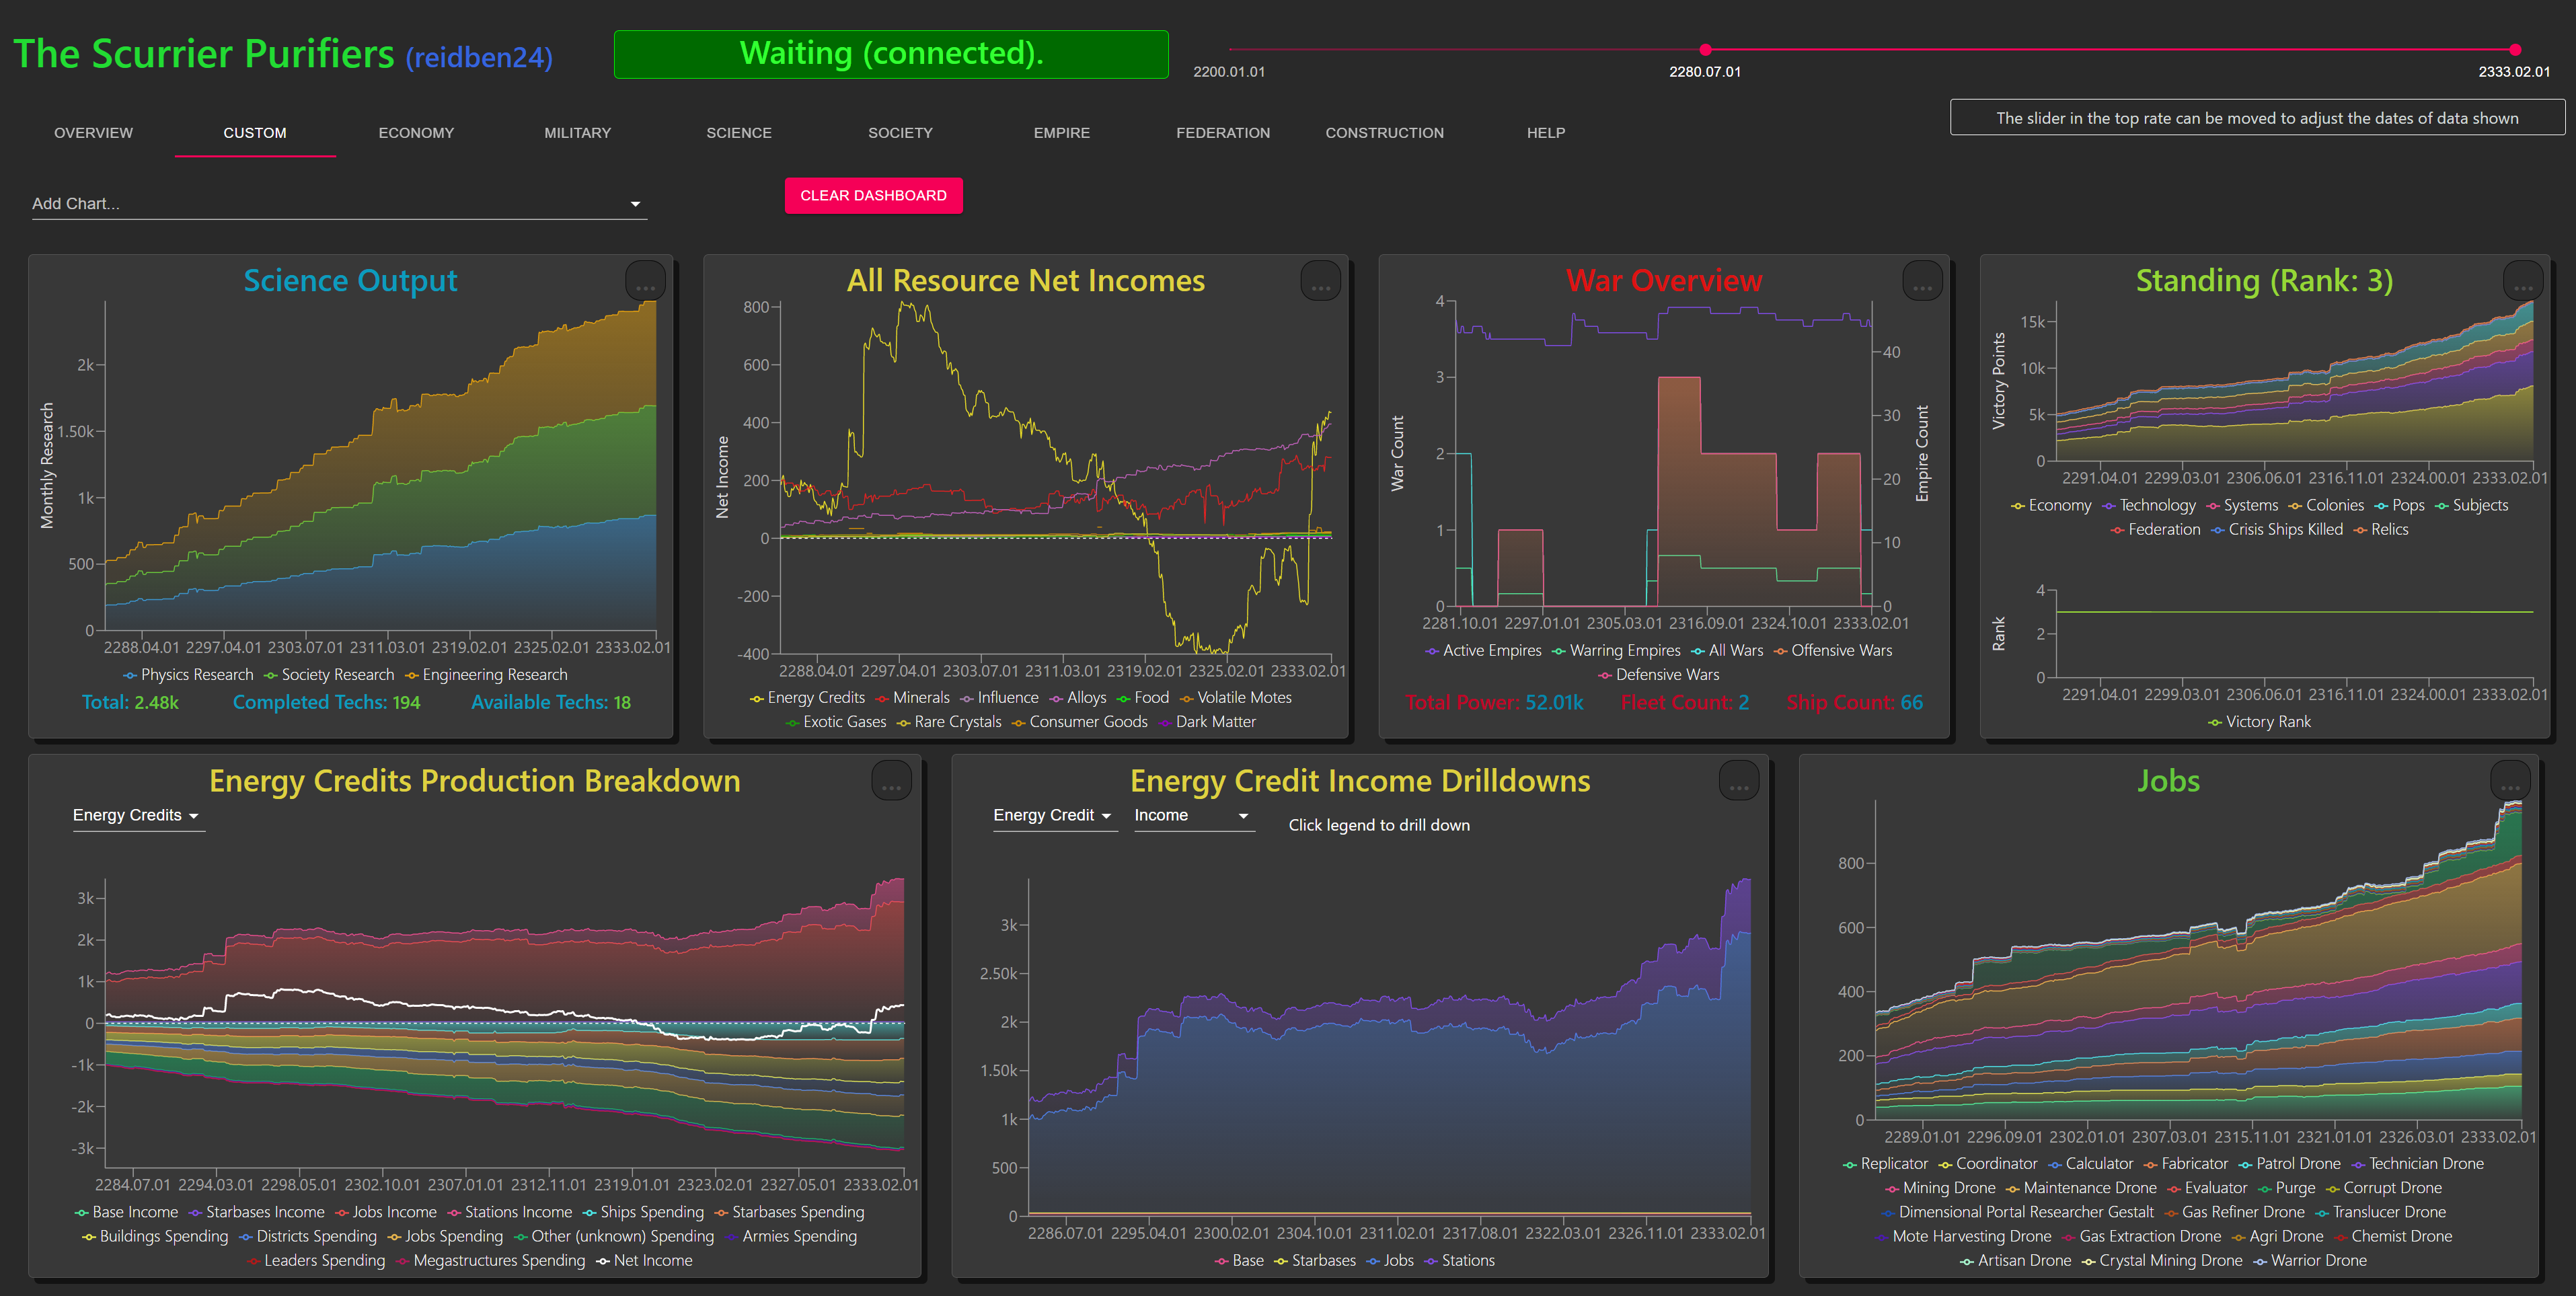 The Scurrier Purifiers (reidben24)
Waiting (connected).
2200.01.01 2280.07.01 2333.02.01
OVERVIEW CUSTOM ECONOMY MILITARY SCIENCE SOCIETY EMPIRE FEDERATION CONSTRUCTION HELP
The slider in the top rate can be moved to adjust the dates of data shown
Add Chart...
CLEAR DASHBOARD
Science Output
...
Monthly Research
2k
1.50k
1k
500
0
2288.04.01 2297.04.01 2303.07.01 2311.03.01 2319.02.01 2325.02.01 2333.02.01
Physics Research Society Research Engineering Research
Total: 2.48k Completed Techs: 194 Available Techs: 18
All Resource Net Incomes
...
Net Income
800
600
400
200
0
-200
-400
2288.04.01 2297.04.01 2303.07.01 2311.03.01 2319.02.01 2325.02.01 2333.02.01
Energy Credits Minerals Influence Alloys Food Volatile Motes
Exotic Gases Rare Crystals Consumer Goods Dark Matter
War Overview
...
War Count
4
3
2
1
0
Empire Count
40
30
20
10
0
2281.10.01 2297.01.01 2305.03.01 2316.09.01 2324.10.01 2333.02.01
Active Empires Warring Empires All Wars Offensive Wars
Defensive Wars
Total Power: 52.01k Fleet Count: 2 Ship Count: 66
Standing (Rank: 3)
...
Victory Points
15k
10k
5k
0
2291.04.01 2299.03.01 2306.06.01 2316.11.01 2324.00.01 2333.02.01
Economy Technology Systems Colonies Pops Subjects
Federation Crisis Ships Killed Relics
Rank
4
2
0
2291.04.01 2299.03.01 2306.06.01 2316.11.01 2324.00.01 2333.02.01
Victory Rank
Energy Credits Production Breakdown
...
Energy Credits
3k
2k
1k
0
-1k
-2k
-3k
2284.07.01 2294.03.01 2298.05.01 2302.10.01 2307.01.01 2312.11.01 2319.01.01 2323.02.01 2327.05.01 2333.02.01
Base Income Starbases Income Jobs Income Stations Income Ships Spending Starbases Spending
Buildings Spending Districts Spending Jobs Spending Other (unknown) Spending Armies Spending
Leaders Spending Megastructures Spending Net Income
Energy Credit Income Drilldowns
...
Energy Credit Income Click legend to drill down
3k
2.50k
2k
1.50k
1k
500
0
2286.07.01 2295.04.01 2300.02.01 2304.10.01 2311.02.01 2317.08.01 2322.03.01 2326.11.01 2333.02.01
Base Starbases Jobs Stations
Jobs
...
800
600
400
200
0
2289.01.01 2296.09.01 2302.01.01 2307.03.01 2315.11.01 2321.01.01 2326.03.01 2333.02.01
Replicator Coordinator Calculator Fabricator Patrol Drone Technician Drone
Mining Drone Maintenance Drone Evaluator Purge Corrupt Drone
Dimensional Portal Researcher Gestalt Gas Refiner Drone Translucer Drone
Mote Harvesting Drone Gas Extraction Drone Agri Drone Chemist Drone
Artisan Drone Crystal Mining Drone Warrior Drone